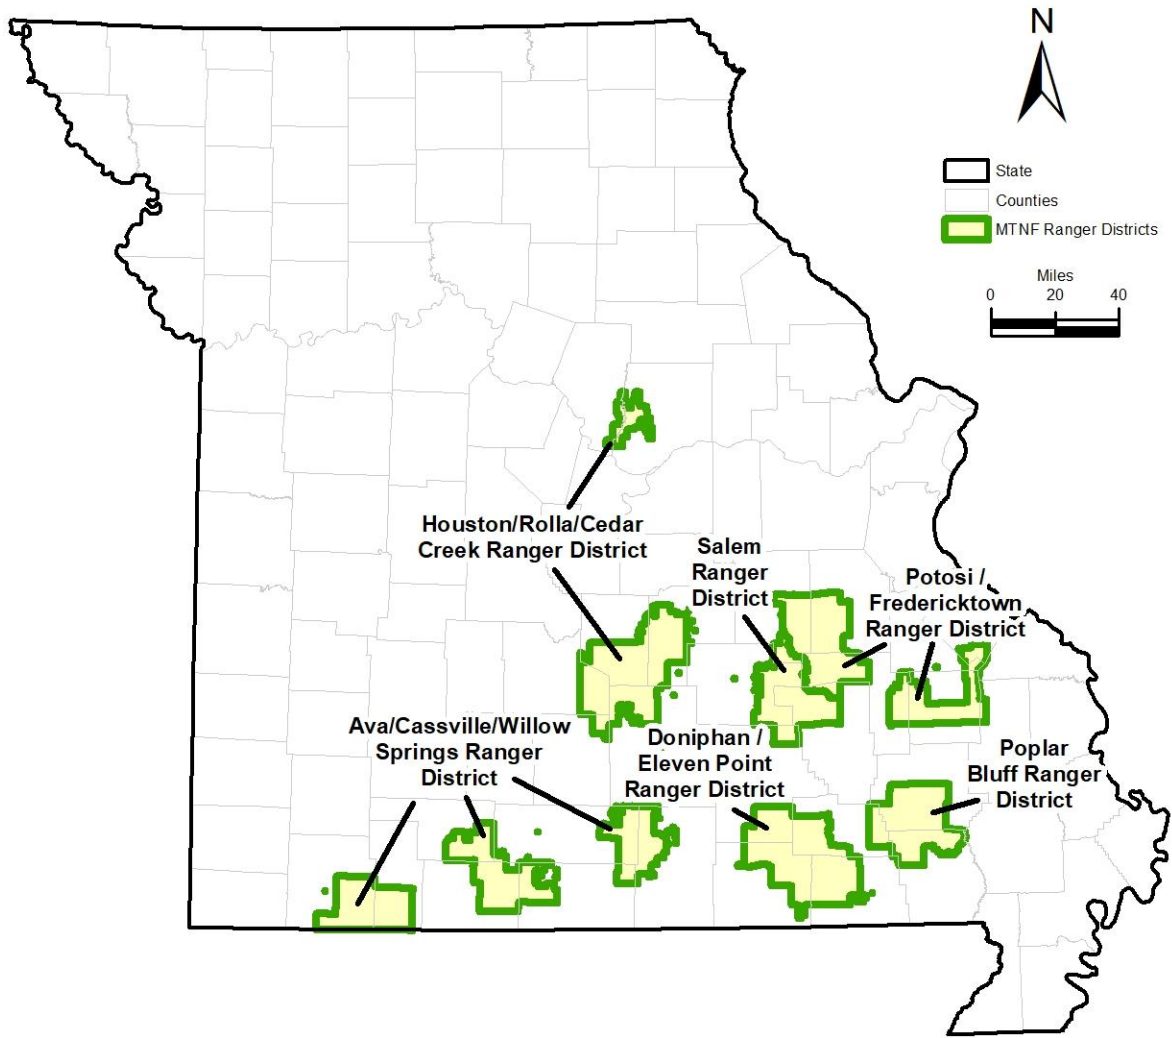 N
State
Counties
MTNF Ranger Districts
Miles
0 20 40
Houston/Rolla/Cedar
Creek Ranger District
Salem
Ranger
District
Potosi /
Fredericktown
Ranger District
Ava/Cassville/Willow
Springs Ranger
District
Doniphan /
Eleven Point
Ranger District
Poplar
Bluff Ranger
District